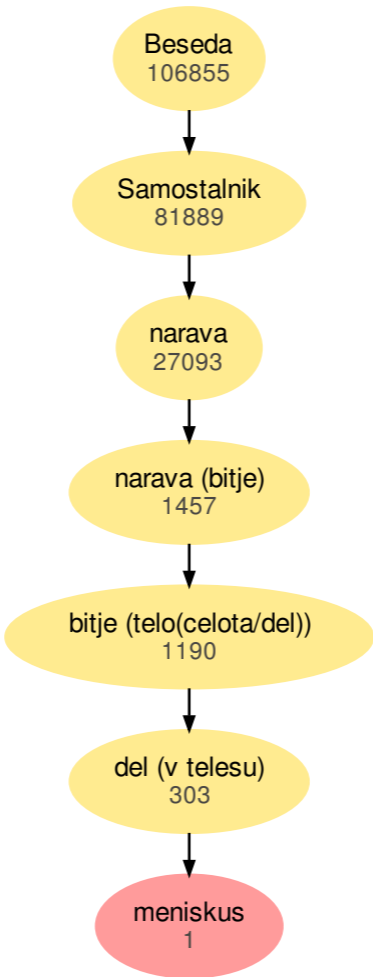 Beseda
106855
Samostalnik
81889
narava
27093
narava (bitje)
1457
bitje (telo(celota/del))
1190
del (v telesu)
303
meniskus
1